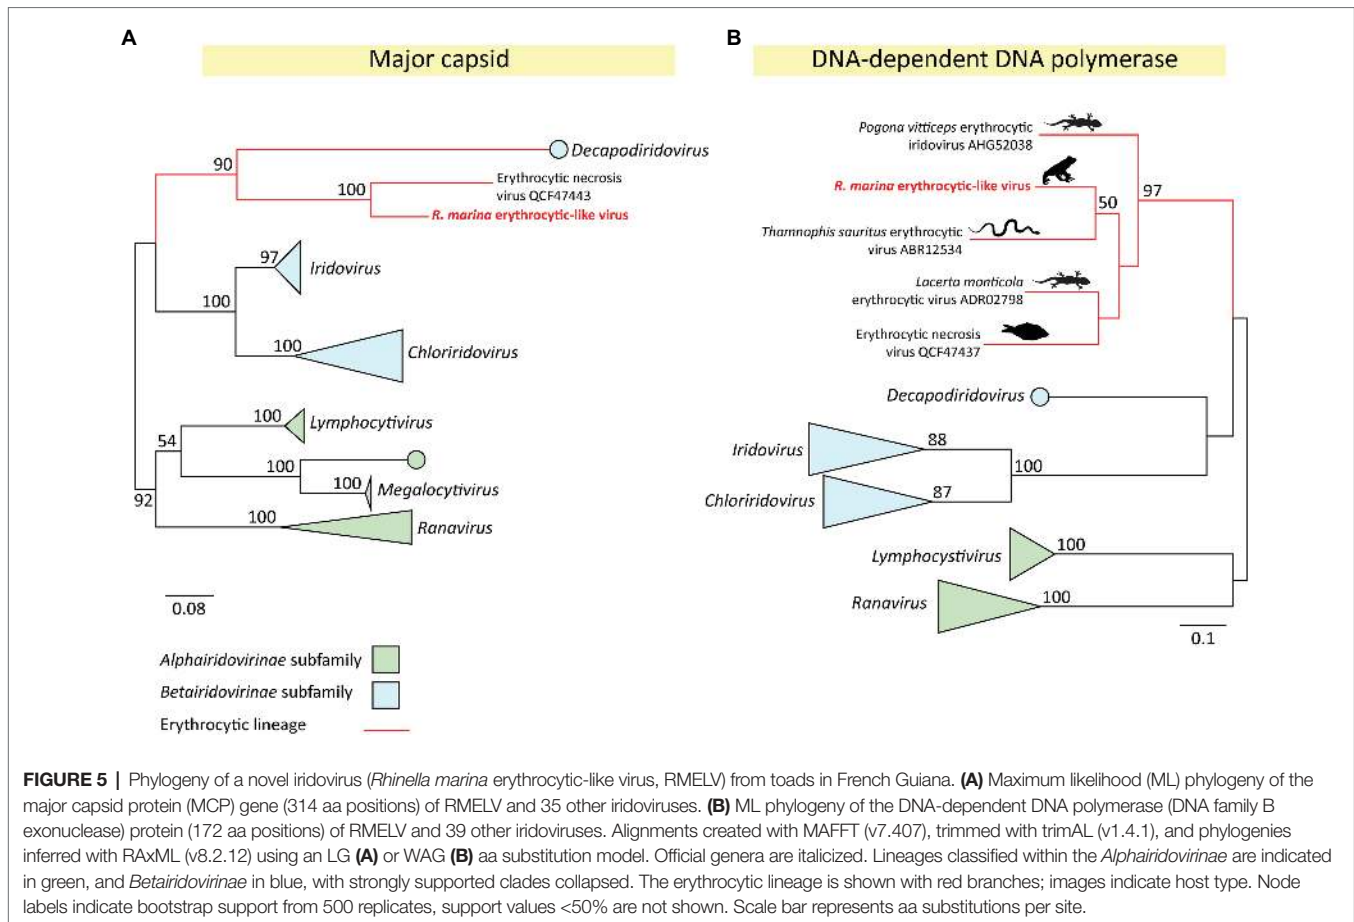 A
Major capsid
90
Decapodiridovirus
100
Erythrocytic necrosis
virus QCF47443
R. marina erythrocytic-like virus
97
Iridovirus
100
100
Chloriridovirus
100
Lymphocytivirus
54
100
100
Megalocytivirus
92
100
Ranavirus
0.08
Alphairidovirinae subfamily
Betairidovirinae subfamily
Erythrocytic lineage
B
DNA-dependent DNA polymerase
Pogona vitticeps erythrocytic
iridovirus AHG52038
R. marina erythrocytic-like virus
97
50
Thamnophis sauritus erythrocytic
virus ABR12534
Lacerta monticola
erythrocytic virus ADR02798
Erythrocytic necrosis
virus QCF47437
Decapodiridovirus
Iridovirus
88
100
Chloriridovirus
87
Lymphocystivirus
100
Ranavirus
100
0.1
FIGURE 5 | Phylogeny of a novel iridovirus (Rhinella marina erythrocytic-like virus, RMELV) from toads in French Guiana. (A) Maximum likelihood (ML) phylogeny of the
major capsid protein (MCP) gene (314 aa positions) of RMELV and 35 other iridoviruses. (B) ML phylogeny of the DNA-dependent DNA polymerase (DNA family B
exonuclease) protein (172 aa positions) of RMELV and 39 other iridoviruses. Alignments created with MAFFT (v7.407), trimmed with trimAL (v1.4.1), and phylogenies
inferred with RAxML (v8.2.12) using an LG (A) or WAG (B) aa substitution model. Official genera are italicized. Lineages classified within the Alphairidovirinae are indicated
in green, and Betairidovirinae in blue, with strongly supported clades collapsed. The erythrocytic lineage is shown with red branches; images indicate host type. Node
labels indicate bootstrap support from 500 replicates, support values <50% are not shown. Scale bar represents aa substitutions per site.